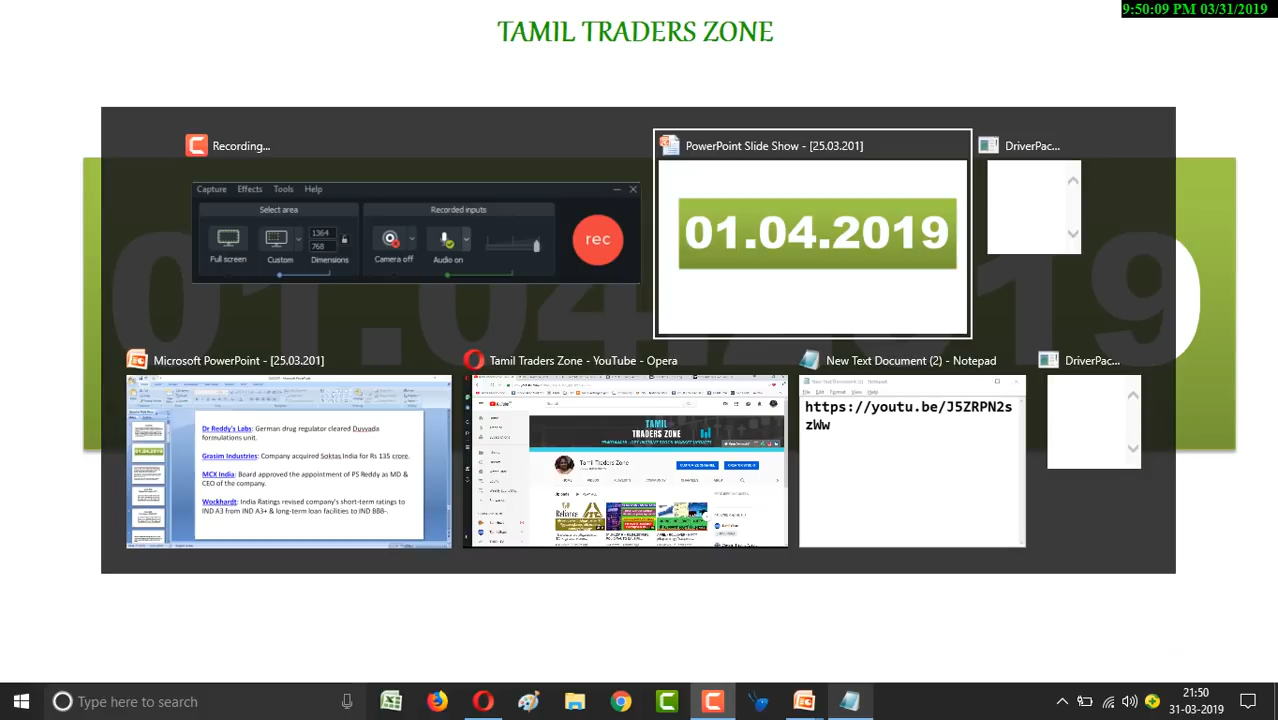 9:50:09 PM 03/31/2019
TAMIL TRADERS ZONE
Recording...
Capture Effects Tools Help
Select area
Recorded inputs
1364
768
rec
Full screen
Custom
Dimensions
Camera off
Audio on
PowerPoint Slide Show - [25.03.201]
01.04.2019
DriverPac...
Microsoft PowerPoint - [25.03.201]
Dr Reddy's Labs: German drug regulator cleared Duvvada
formulations unit.
Grasim Industries: Company acquired Soktas India for Rs 135 crore.
MCX India: Board approved the appointment of PS Reddy as MD &
CEO of the company.
Wockhardt: India Ratings revised company's short-term ratings to
IND A3 from IND A3+ & long-term loan facilities to IND BBB-.
Tamil Traders Zone - YouTube - Opera
TAMIL
TRADERS ZONE
Tamil Traders Zone
Reliance
New Text Document (2) - Notepad
https://youtu.be/J5ZRPN2s
zWw
DriverPac...
Type here to search
21:50
31-03-2019